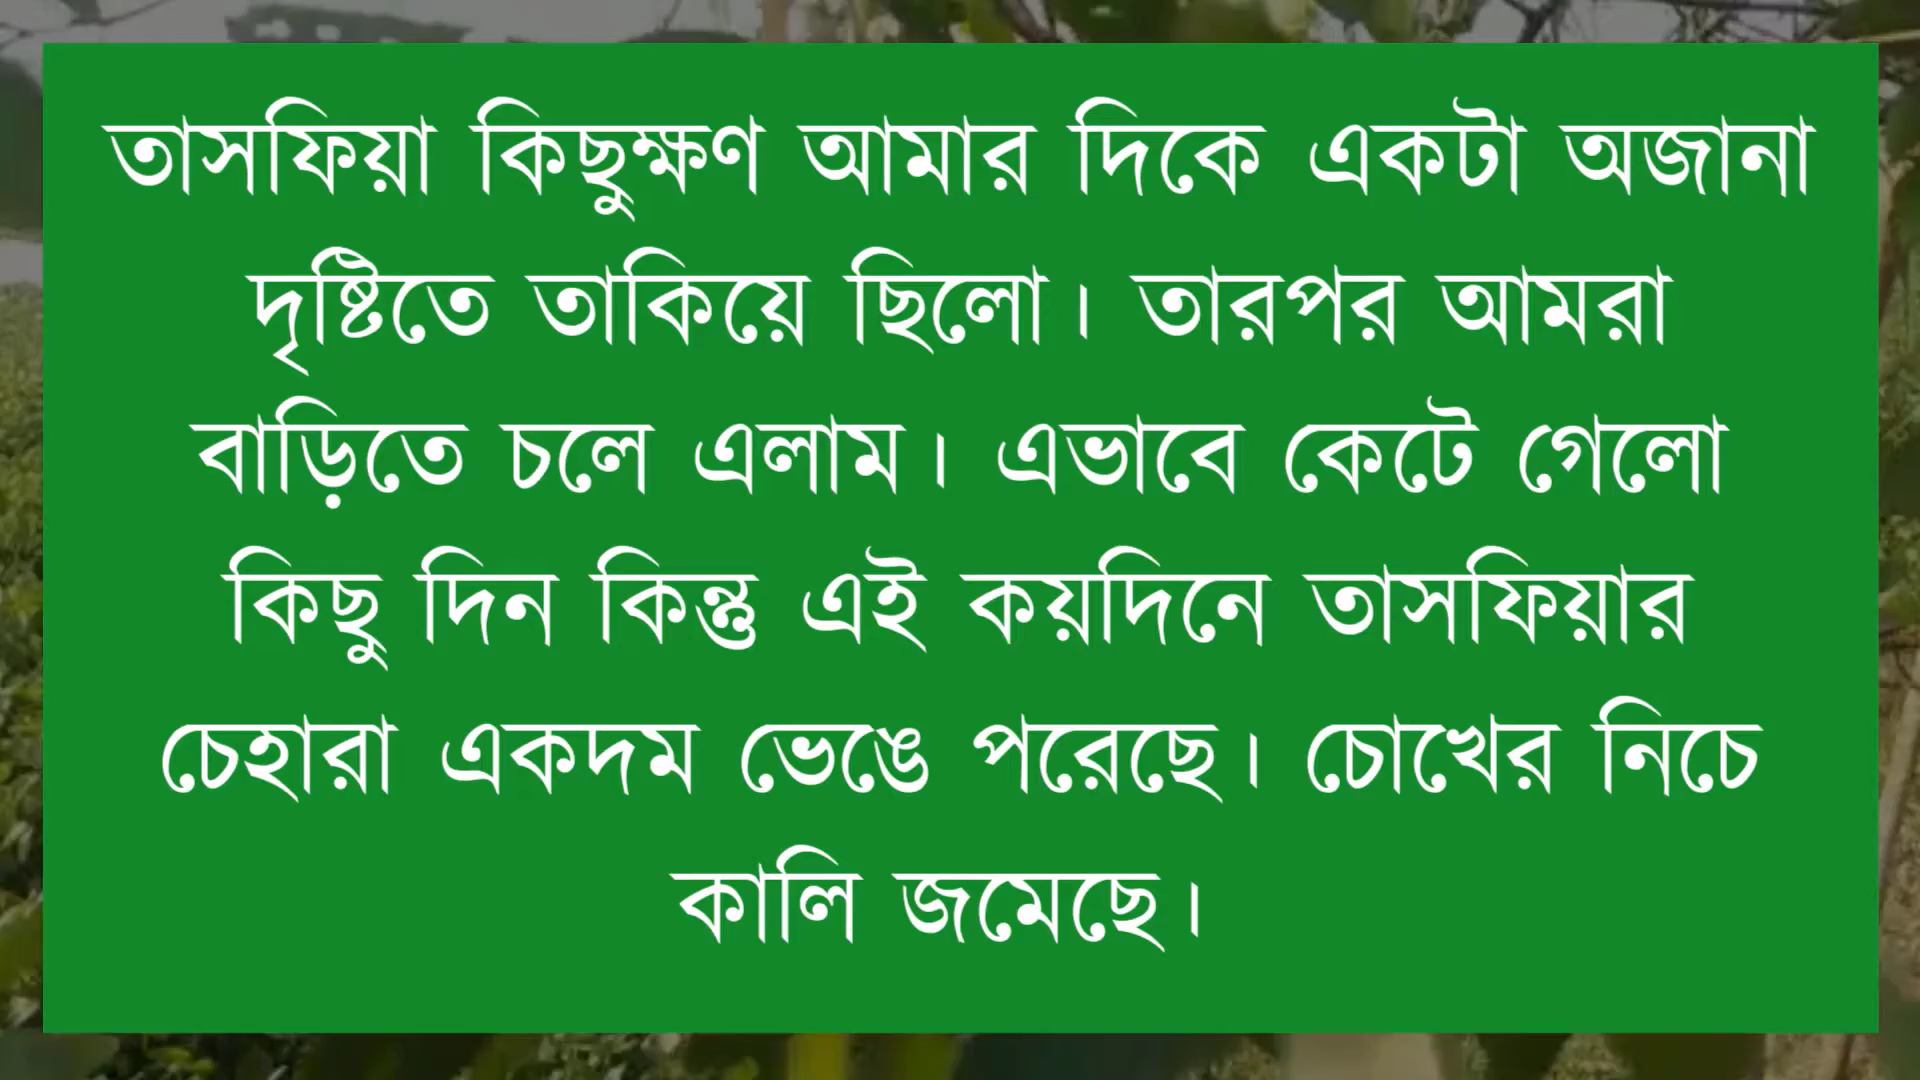 তাসফিয়া কিছুক্ষণ আমার দিকে একটা অজানা
দৃষ্টিতে তাকিয়ে ছিলো। তারপর আমরা
বাড়িতে চলে এলাম। এভাবে কেটে গেলো
কিছু দিন কিন্তু এই কয়দিনে তাসফিয়ার
চেহারা একদম ভেঙে পরেছে। চোখের নিচে
কালি জমেছে।